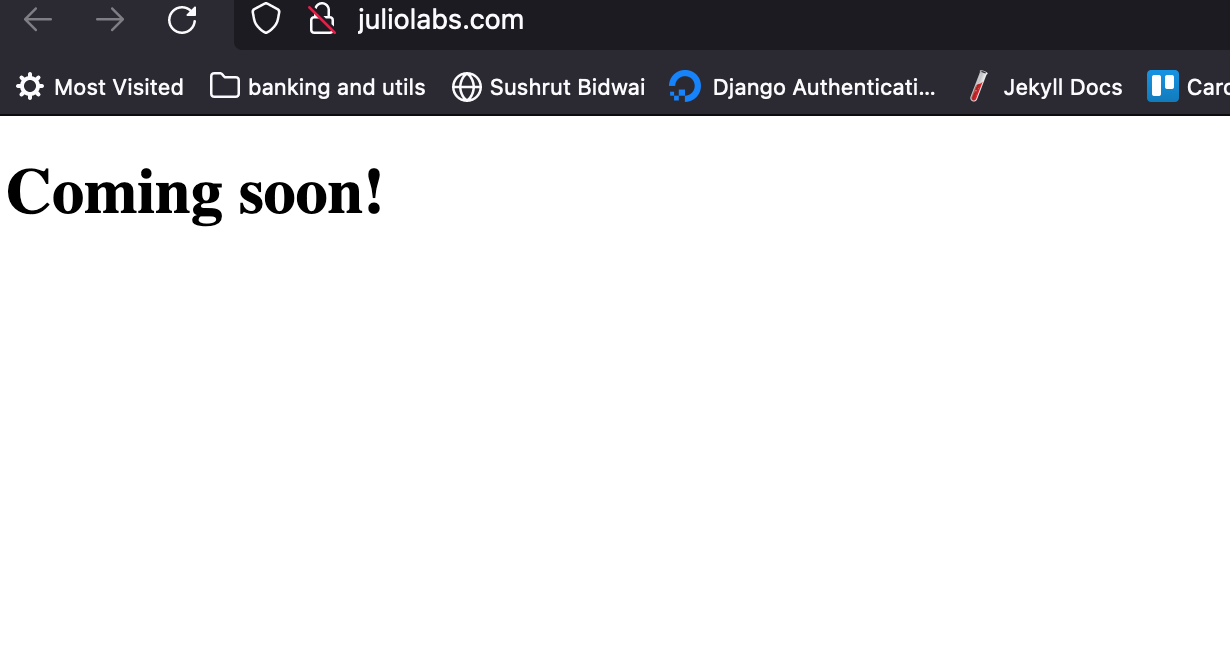 juliolabs.com
Most Visited banking and utils Sushrut Bidwai Django Authenticati... Jekyll Docs Carc
Coming soon!